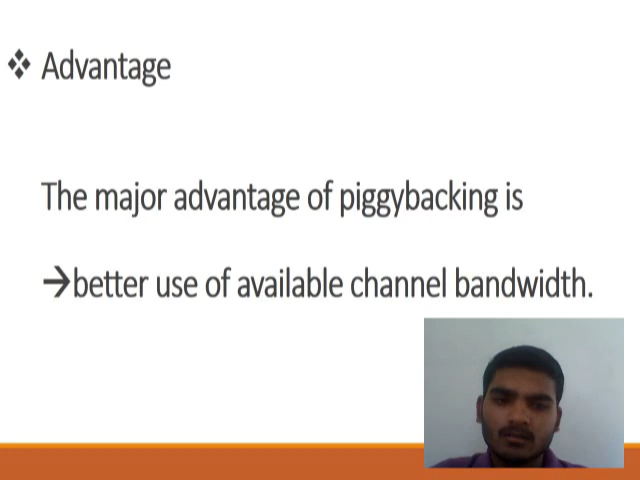 ❖ Advantage
The major advantage of piggybacking is
→better use of available channel bandwidth.